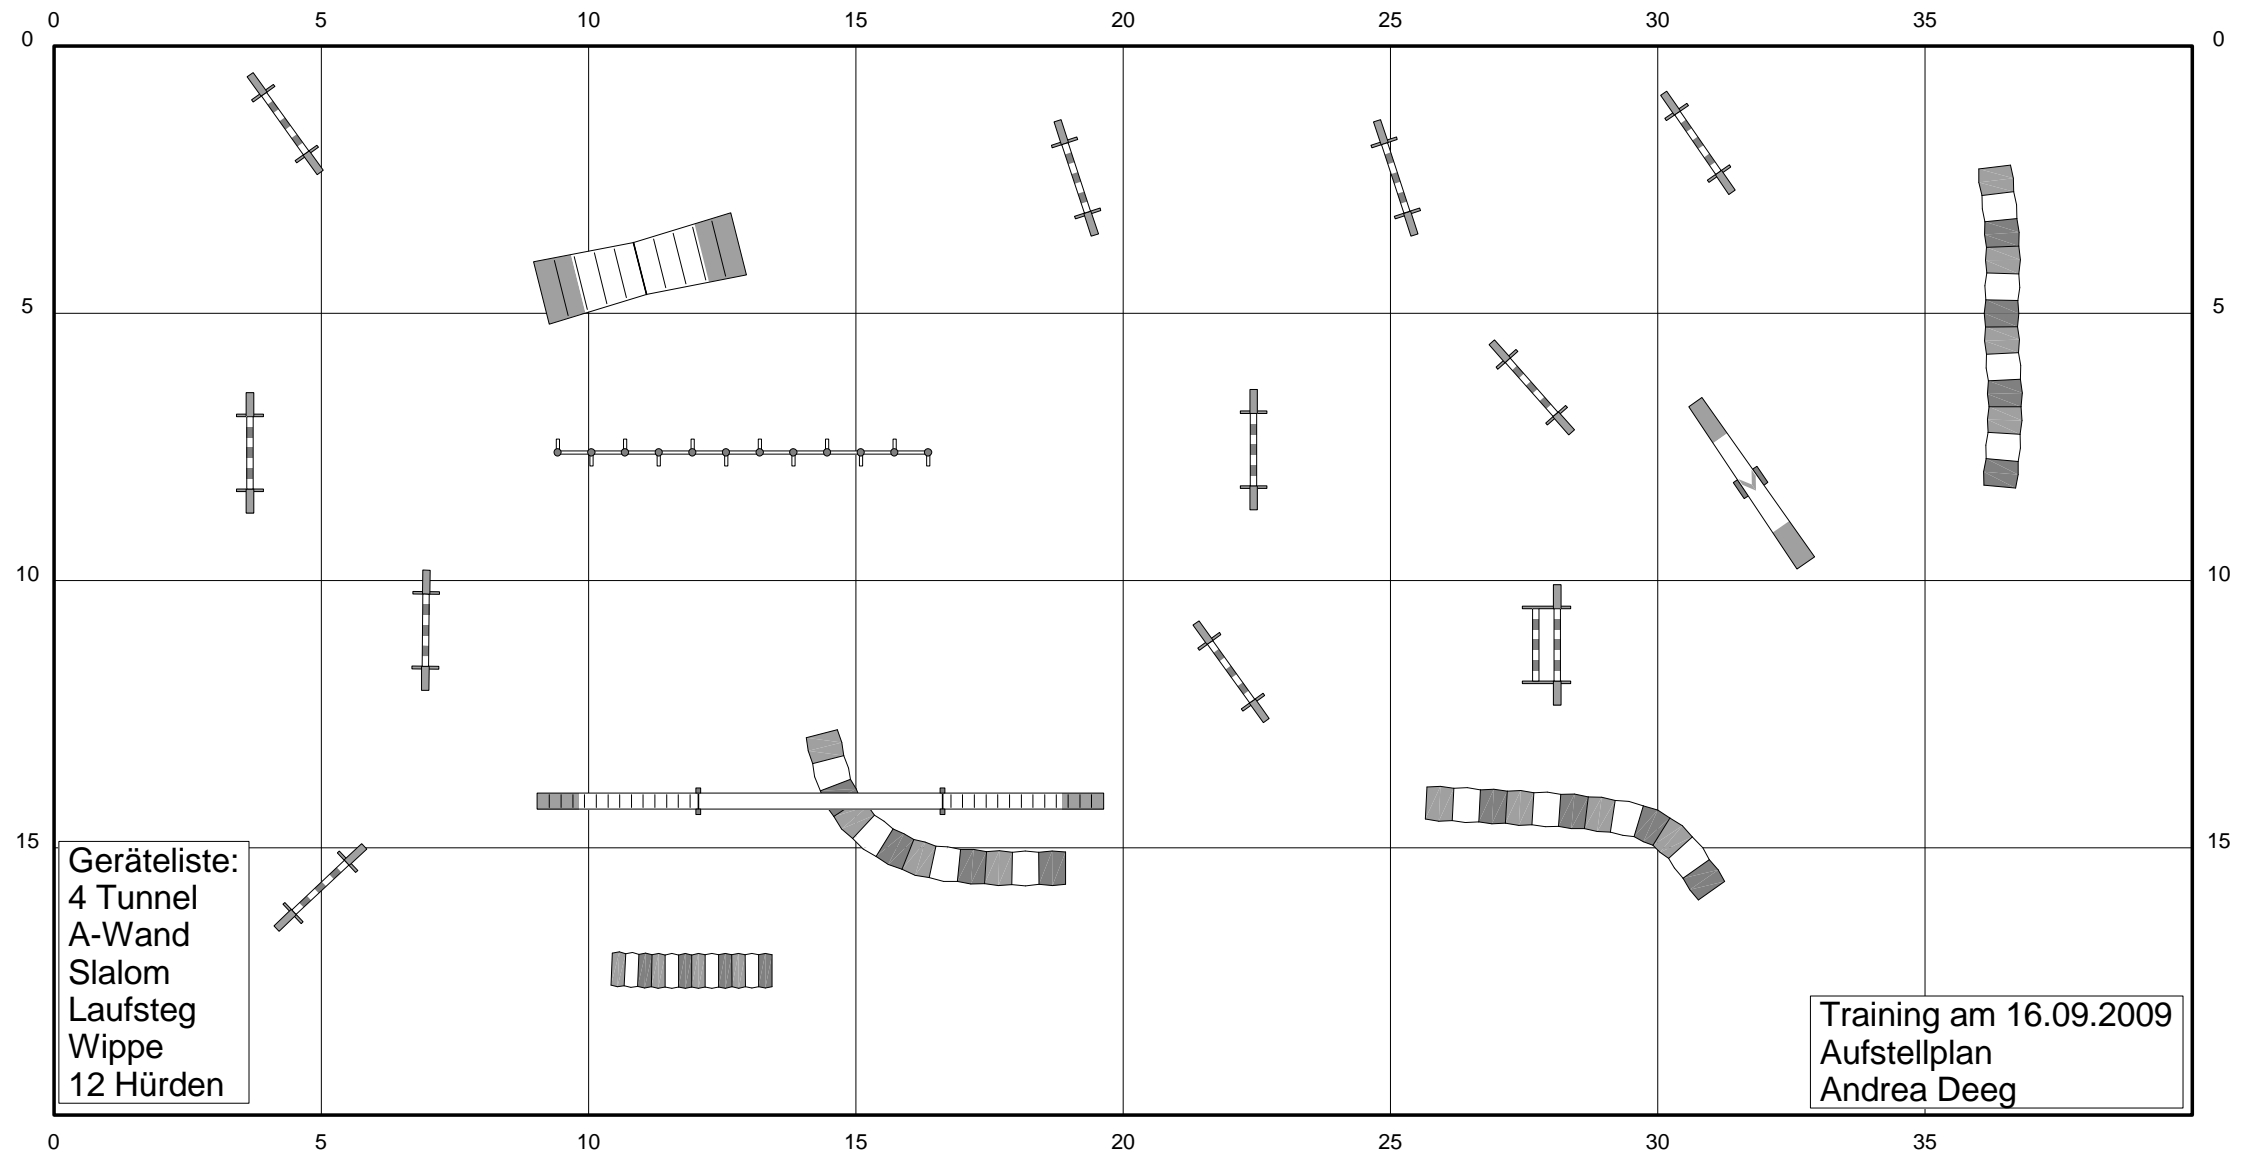 0 5 10 15 20 25 30 35
0 0
5 5
10 10
15 15
Geräteliste:
4 Tunnel
A-Wand
Slalom
Laufsteg
Wippe
12 Hürden
Training am 16.09.2009
Aufstellplan
Andrea Deeg
0 5 10 15 20 25 30 35